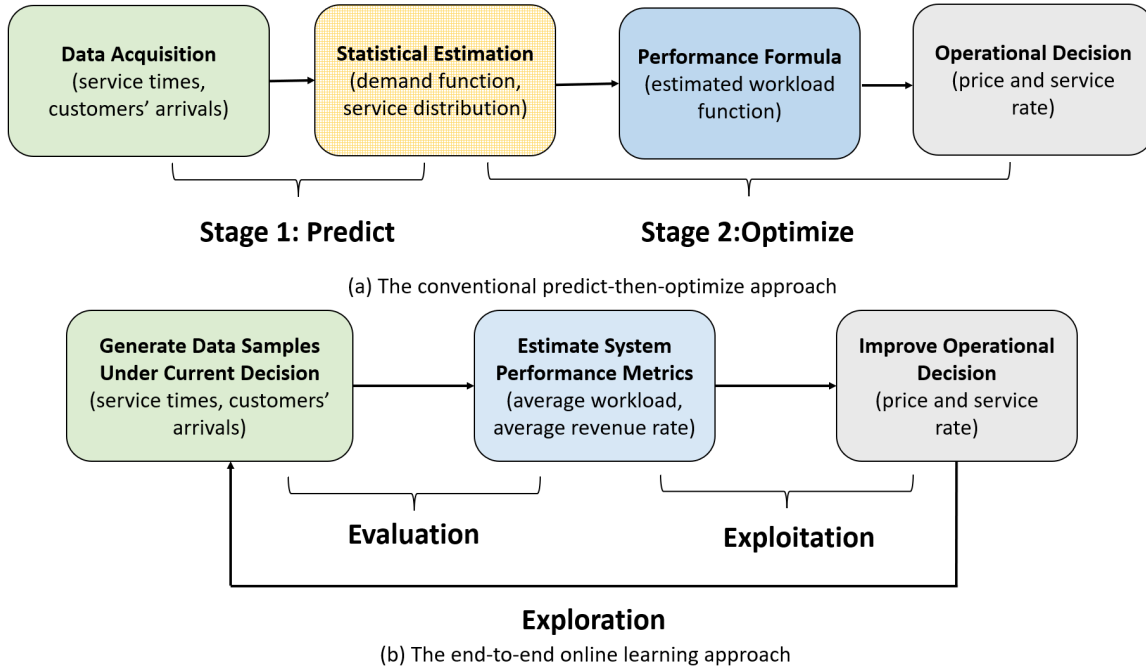 Data Acquisition
(service times,
customers' arrivals)
Statistical Estimation
(demand function,
service distribution)
Performance Formula
(estimated workload
function)
Operational Decision
(price and service
rate)
Stage 1: Predict
Stage 2:Optimize
(a) The conventional predict-then-optimize approach
Generate Data Samples
Under Current Decision
(service times, customers'
arrivals)
Estimate System
Performance Metrics
(average workload,
average revenue rate)
Improve Operational
Decision
(price and service
rate)
Evaluation
Exploitation
Exploration
(b) The end-to-end online learning approach